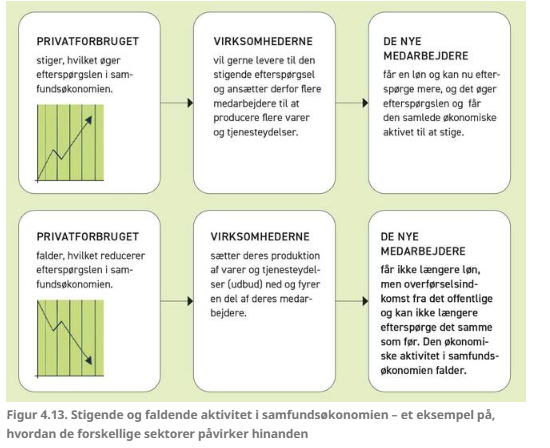 PRIVATFORBRUGET
stiger, hvilket øger
efterspørgslen i sam-
fundsøkonomien.
VIRKSOMHEDERNE
vil gerne levere til den
stigende efterspørgsel
og ansætter derfor flere
medarbejdere til at
producere flere varer
og tjenesteydelser.
DE NYE
MEDARBEJDERE
får en løn og kan nu efter-
spørge mere, og det øger
efterspørgslen og får
den samlede økonomiske
aktivet til at stige.
PRIVATFORBRUGET
falder, hvilket reducerer
efterspørgslen i sam-
fundsøkonomien.
VIRKSOMHEDERNE
sætter deres produktion
af varer og tjenesteydel-
ser (udbud) ned og fyrer
en del af deres medar-
bejdere.
DE NYE
MEDARBEJDERE
får ikke længere løn,
men overførselsind-
komst fra det offentlige
og kan ikke længere
efterspørge det samme
som før. Den økonomi-
ske aktivitet i samfunds-
økonomien falder.
Figur 4.13. Stigende og faldende aktivitet i samfundsøkonomien – et eksempel på,
hvordan de forskellige sektorer påvirker hinanden